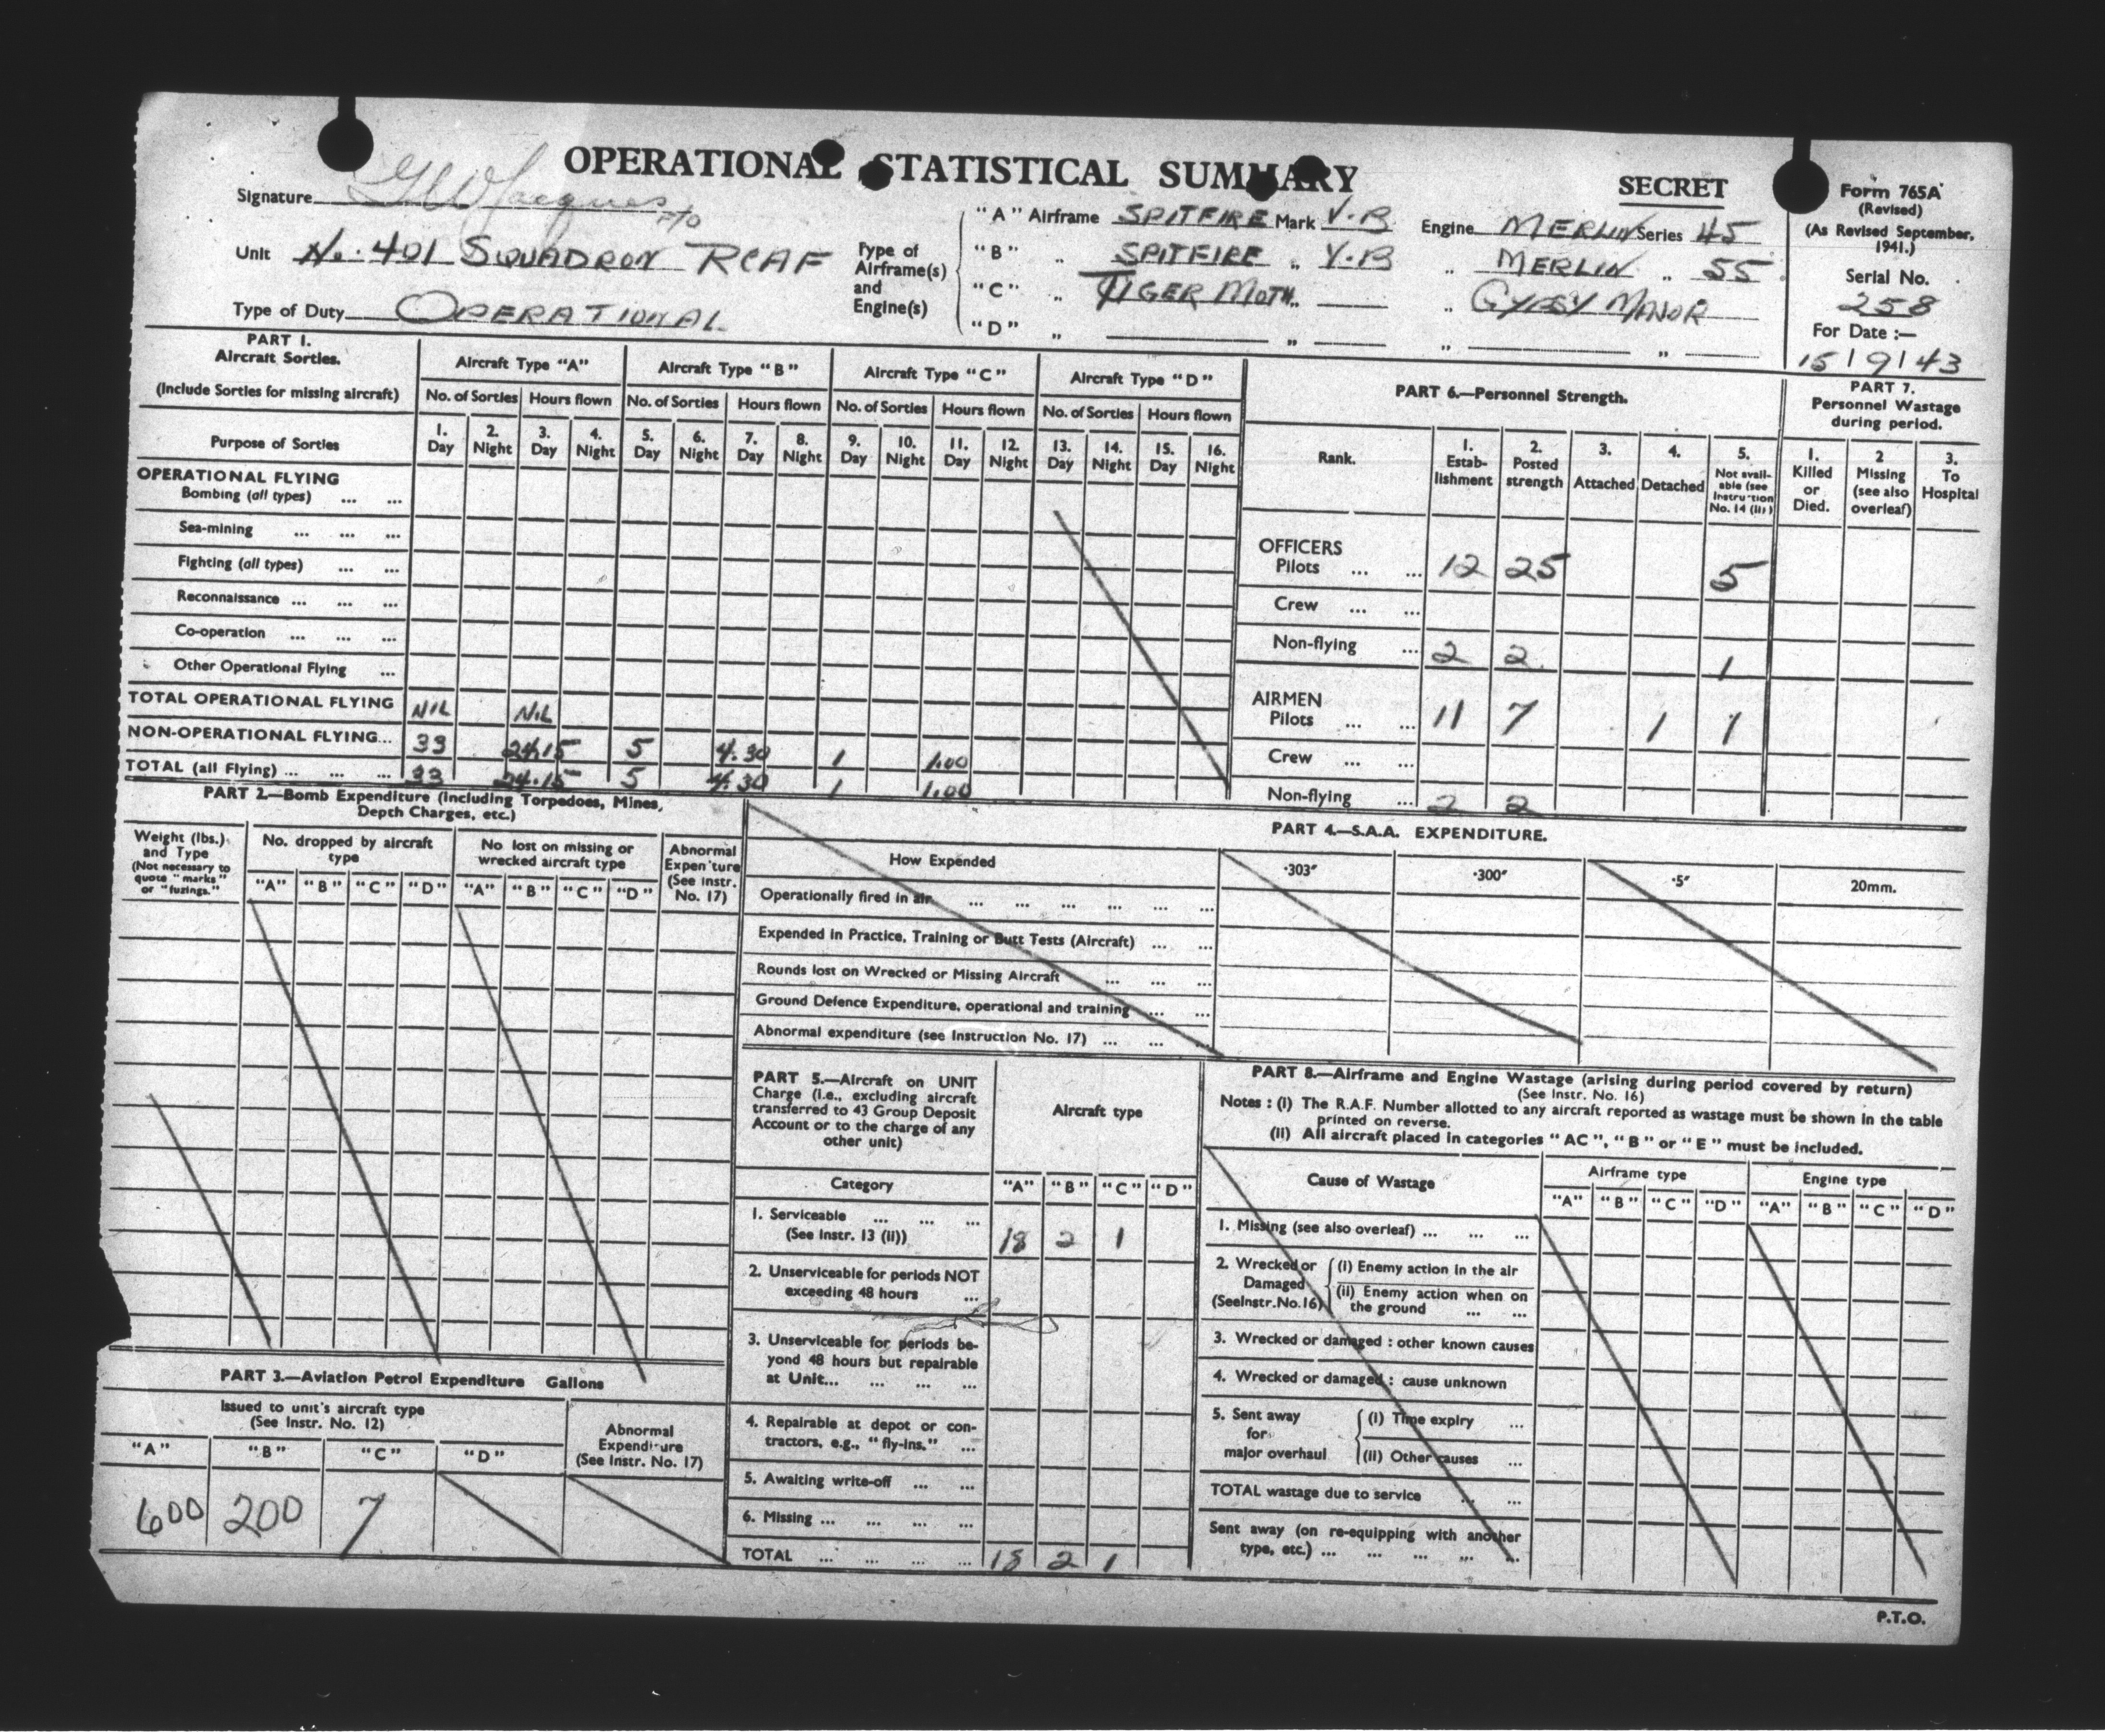 OPERATIONAL STATISTICAL SUMMARY
SECRET
Form 765A
(Revised)
(As Revised September, 1941.)
Serial No.
258
For Date :—
15/9/43
Signature G W Jacques F/O
Unit No. 401 SQUADRON RCAF
Type of Duty OPERATIONAL
Type of Airframe(s) and Engine(s)
"A" Airframe SPITFIRE Mark V.B Engine MERLIN Series 45
"B" „ SPITFIRE „ V.B „ MERLIN „ 55
"C" „ TIGER MOTH „ „ GYPSY MAJOR
"D" „ „ „ „
PART 1.
Aircraft Sorties.
(Include Sorties for missing aircraft)
Aircraft Type "A" Aircraft Type "B" Aircraft Type "C" Aircraft Type "D"
No. of Sorties Hours flown No. of Sorties Hours flown No. of Sorties Hours flown No. of Sorties Hours flown
Purpose of Sorties
1. Day 2. Night 3. Day 4. Night 5. Day 6. Night 7. Day 8. Night 9. Day 10. Night 11. Day 12. Night 13. Day 14. Night 15. Day 16. Night
OPERATIONAL FLYING
Bombing (all types) ... ...
Sea-mining ... ... ...
Fighting (all types) ... ...
Reconnaissance ... ... ...
Co-operation ... ... ...
Other Operational Flying ...
TOTAL OPERATIONAL FLYING NIL NIL
NON-OPERATIONAL FLYING... 33 24.15 5 4.30 1 1.00
TOTAL (all Flying) ... ... ... 33 24.15 5 4.30 1 1.00
PART 6.—Personnel Strength.
Rank.
1. Estab- lishment
2. Posted strength
3. Attached
4. Detached
5. Not avail- able (see Instruction No. 14 (iii)
OFFICERS
Pilots ... ... 12 25 5
Crew ... ...
Non-flying ... 2 2 1
AIRMEN
Pilots ... ... 11 7 1 1
Crew ... ...
Non-flying ... 2 2
PART 7.
Personnel Wastage during period.
1. Killed or Died.
2 Missing (see also overleaf)
3. To Hospital
PART 2.—Bomb Expenditure (including Torpedoes, Mines,
Depth Charges, etc.)
Weight (lbs.) and Type (Not necessary to quote "marks" or "fuzings."
No. dropped by aircraft type
No lost on missing or wrecked aircraft type
Abnormal Expen'ture (See Instr. No. 17)
"A" "B" "C" "D" "A" "B" "C" "D"
PART 4.—S.A.A. EXPENDITURE.
How Expended ·303" ·300" ·5" 20mm.
Operationally fired in air ... ... ... ... ... ...
Expended in Practice, Training or Butt Tests (Aircraft) ... ...
Rounds lost on Wrecked or Missing Aircraft ... ... ...
Ground Defence Expenditure, operational and training ... ...
Abnormal expenditure (see Instruction No. 17) ... ... ...
PART 3.—Aviation Petrol Expenditure Gallons
Issued to unit's aircraft type
(See Instr. No. 12)
Abnormal Expenditure (See Instr. No. 17)
"A" "B" "C" "D"
600 200 7
PART 5.—Aircraft on UNIT
Charge (i.e., excluding aircraft
transferred to 43 Group Deposit
Account or to the charge of any
other unit)
Aircraft type
Category "A" "B" "C" "D"
1. Serviceable ... ... ...
(See Instr. 13 (ii)) 18 2 1
2. Unserviceable for periods NOT
exceeding 48 hours ...
3. Unserviceable for periods be-
yond 48 hours but repairable
at Unit... ... ... ...
4. Repairable at depot or con-
tractors, e.g., "fly-ins." ...
5. Awaiting write-off ... ...
6. Missing ... ... ... ...
TOTAL ... ... ... ... 18 2 1
PART 8.—Airframe and Engine Wastage (arising during period covered by return)
(See Instr. No. 16)
Notes : (i) The R.A.F. Number allotted to any aircraft reported as wastage must be shown in the table
printed on reverse.
(ii) All aircraft placed in categories "AC", "B" or "E" must be included.
Cause of Wastage Airframe type Engine type
"A" "B" "C" "D" "A" "B" "C" "D"
1. Missing (see also overleaf) ... ... ...
2. Wrecked or Damaged (SeeInstr.No.16)
(i) Enemy action in the air
(ii) Enemy action when on the ground ... ...
3. Wrecked or damaged : other known causes
4. Wrecked or damaged : cause unknown
5. Sent away for major overhaul
(i) Time expiry ...
(ii) Other causes ...
TOTAL wastage due to service ... ...
Sent away (on re-equipping with another
type, etc.) ... ... ... ... ...
P.T.O.